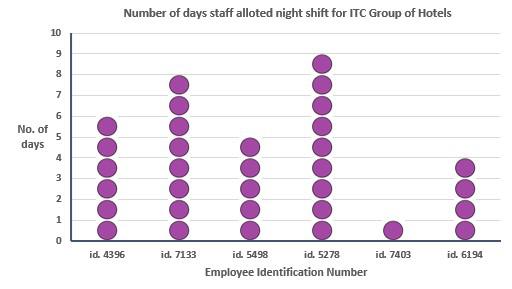 Number of days staff alloted night shift for ITC Group of Hotels
10
9
8
7
6
5
4
3
2
1
0
No. of
days
id. 4396 id. 7133 id. 5498 id. 5278 id. 7403 id. 6194
Employee Identification Number